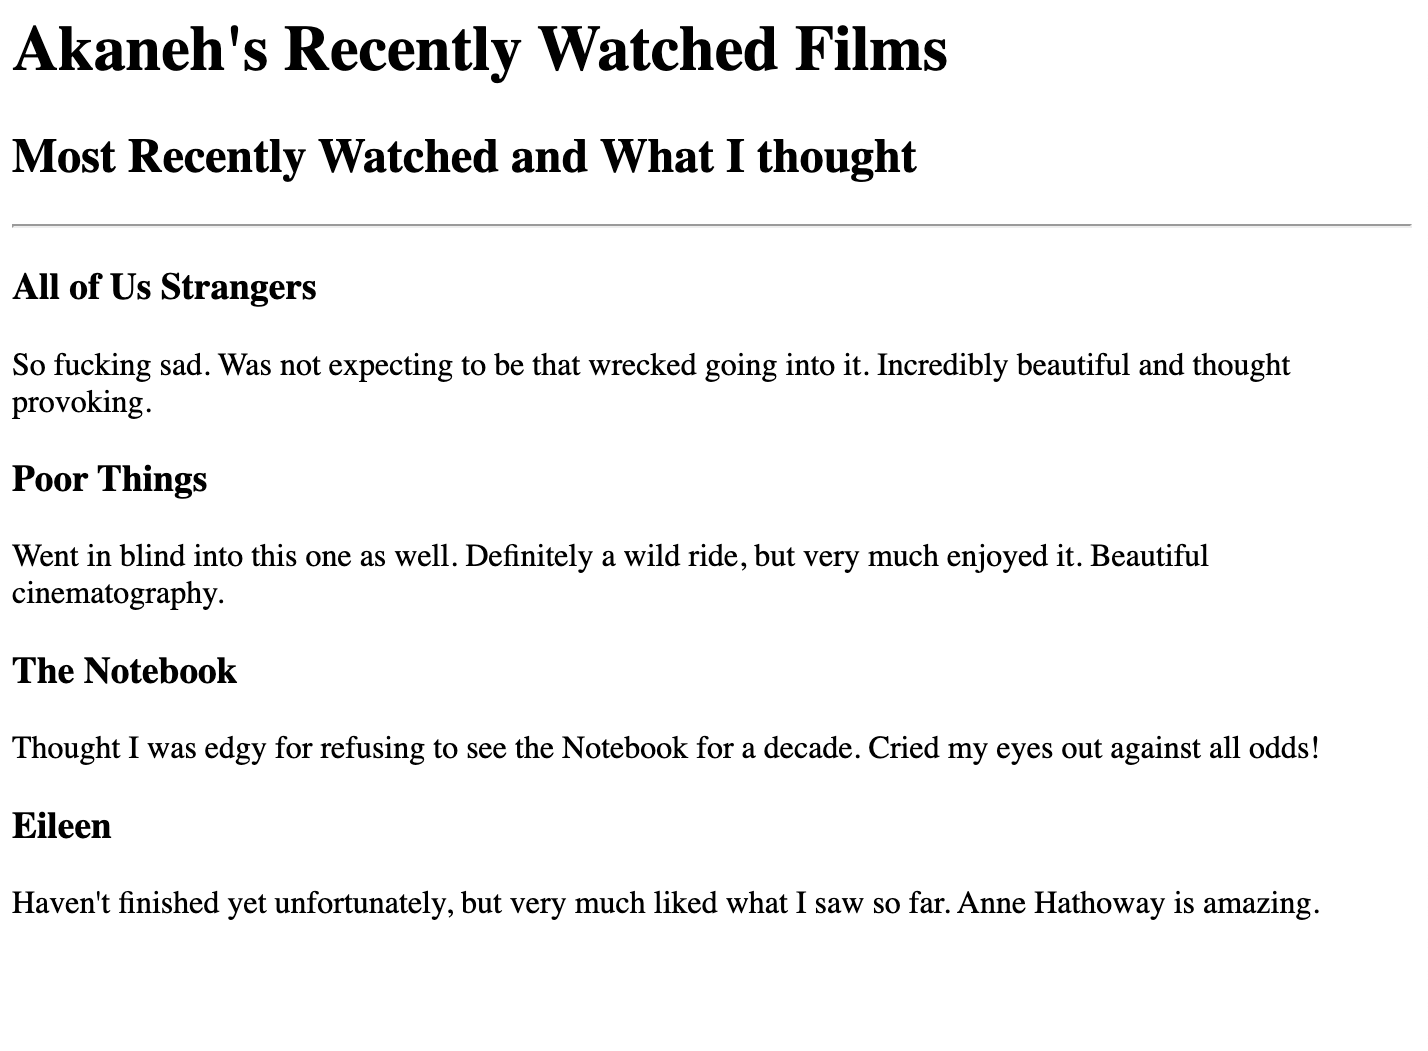 Akaneh's Recently Watched Films
Most Recently Watched and What I thought
All of Us Strangers
So fucking sad. Was not expecting to be that wrecked going into it. Incredibly beautiful and thought
provoking.
Poor Things
Went in blind into this one as well. Definitely a wild ride, but very much enjoyed it. Beautiful
cinematography.
The Notebook
Thought I was edgy for refusing to see the Notebook for a decade. Cried my eyes out against all odds!
Eileen
Haven't finished yet unfortunately, but very much liked what I saw so far. Anne Hathoway is amazing.